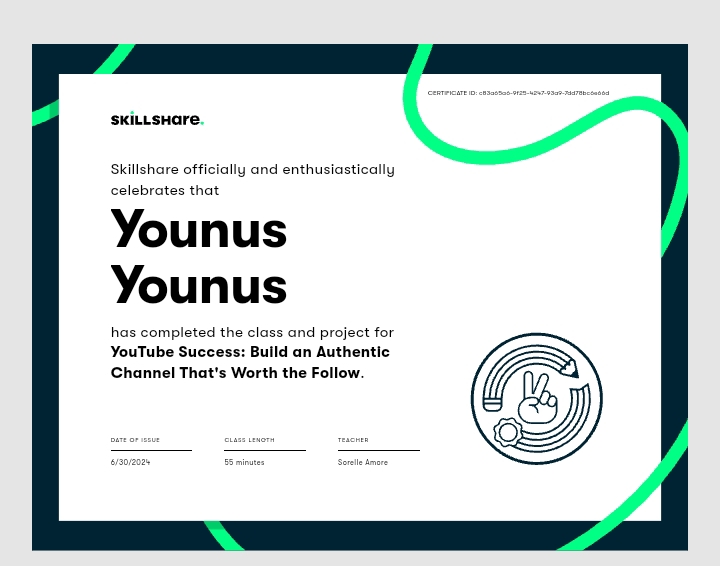 CERTIFICATE ID: c83a65a6-9f25-4247-93a9-7dd78bc6e66d
SKILLSHare.
Skillshare officially and enthusiastically
celebrates that
Younus
Younus
has completed the class and project for
YouTube Success: Build an Authentic
Channel That's Worth the Follow.
DATE OF ISSUE CLASS LENGTH TEACHER
6/30/2024 55 minutes Sorelle Amore